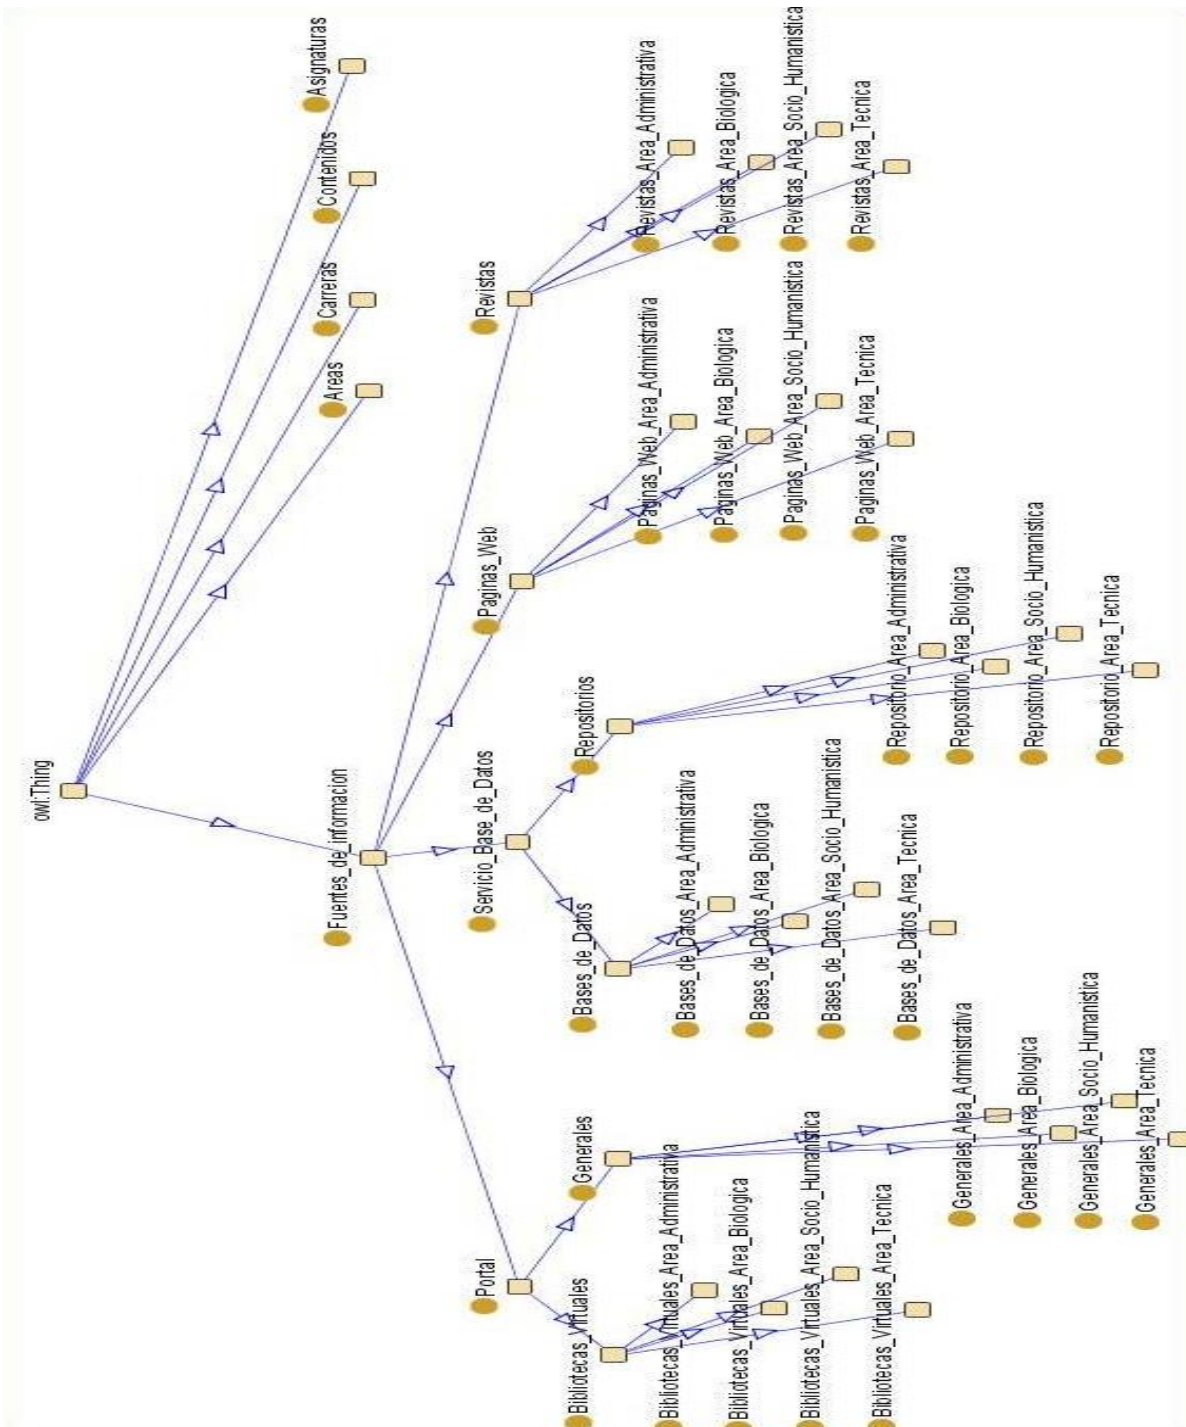 owl:Thing
Asignaturas
Contenidos
Carreras
Areas
Fuentes_de_informacion
Revistas
Paginas_Web
Servicio_Base_de_Datos
Portal
Revistas_Area_Administrativa
Revistas_Area_Biologica
Revistas_Area_Socio_Humanistica
Revistas_Area_Tecnica
Paginas_Web_Area_Administrativa
Paginas_Web_Area_Biologica
Paginas_Web_Area_Socio_Humanistica
Paginas_Web_Area_Tecnica
Repositorios
Repositorio_Area_Administrativa
Repositorio_Area_Biologica
Repositorio_Area_Socio_Humanistica
Repositorio_Area_Tecnica
Bases_de_Datos
Bases_de_Datos_Area_Administrativa
Bases_de_Datos_Area_Biologica
Bases_de_Datos_Area_Socio_Humanistica
Bases_de_Datos_Area_Tecnica
Generales
Generales_Area_Administrativa
Generales_Area_Biologica
Generales_Area_Socio_Humanistica
Generales_Area_Tecnica
Bibliotecas_Virtuales
Bibliotecas_Virtuales_Area_Administrativa
Bibliotecas_Virtuales_Area_Biologica
Bibliotecas_Virtuales_Area_Socio_Humanistica
Bibliotecas_Virtuales_Area_Tecnica